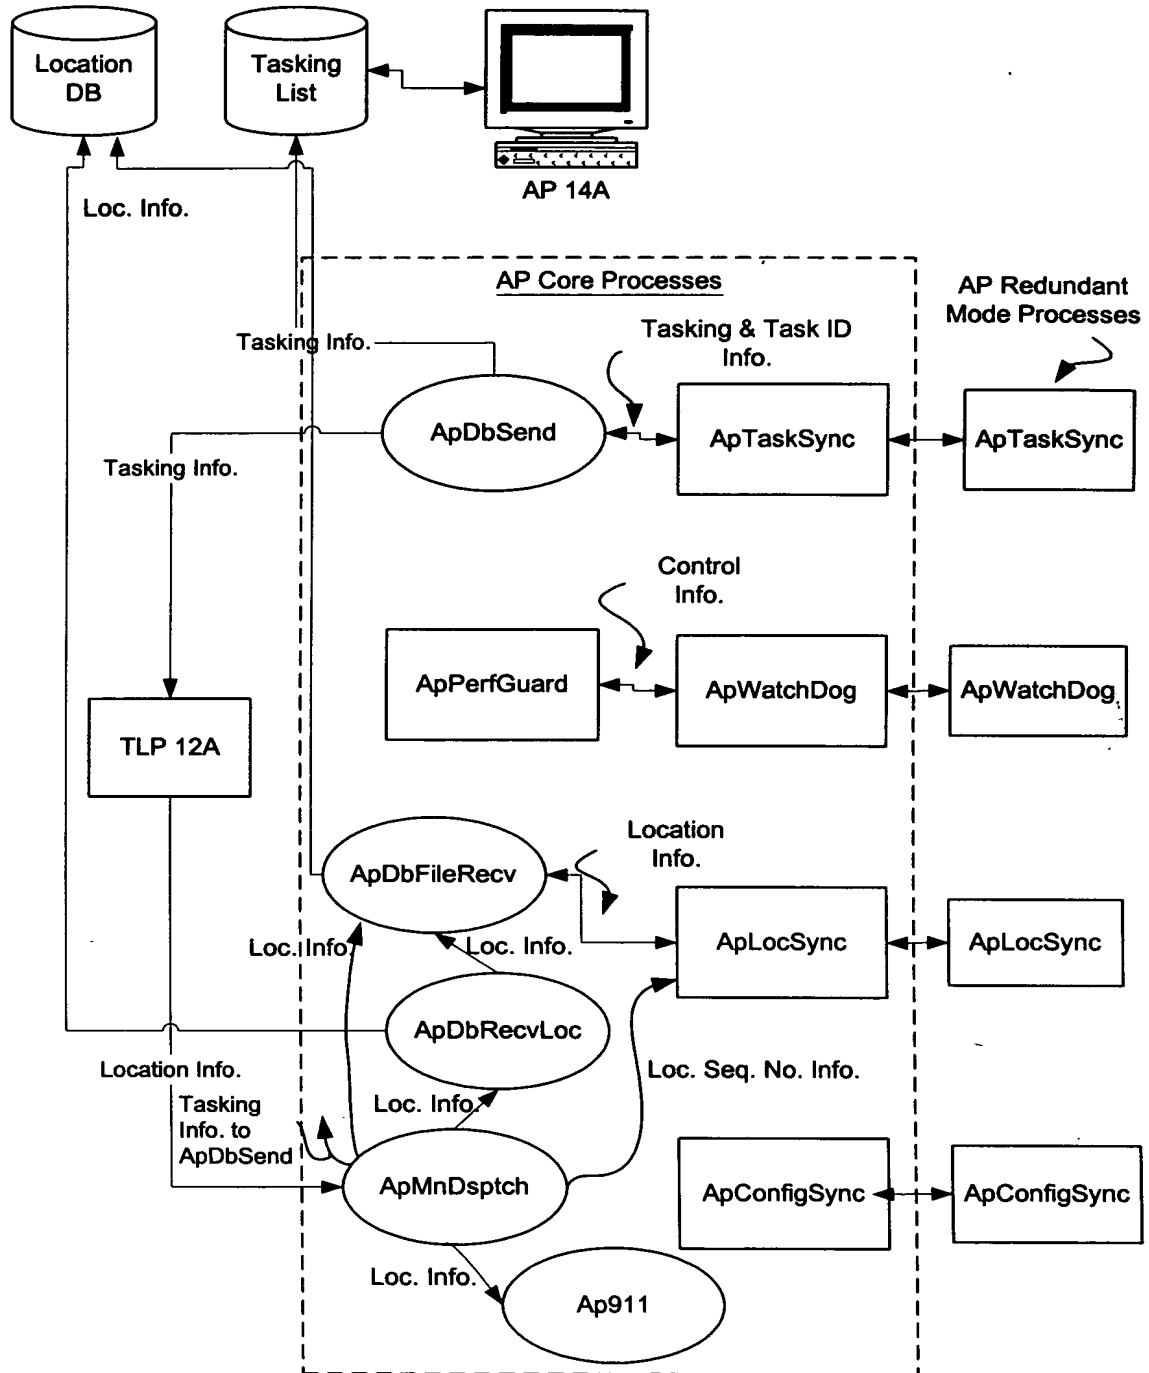 Location
DB
Tasking
List
AP 14A
Loc. Info.
AP Core Processes
AP Redundant
Mode Processes
Tasking & Task ID
Info.
Tasking Info.
ApDbSend
ApTaskSync
ApTaskSync
Tasking Info.
Control
Info.
ApPerfGuard
ApWatchDog
ApWatchDog
TLP 12A
Location
Info.
ApDbFileRecv
Loc. Info.
Loc. Info.
ApLocSync
ApLocSync
ApDbRecvLoc
Location Info.
Loc. Seq. No. Info.
Loc. Info.
Tasking
Info. to
ApDbSend
ApMnDsptch
ApConfigSync
ApConfigSync
Loc. Info.
Ap911